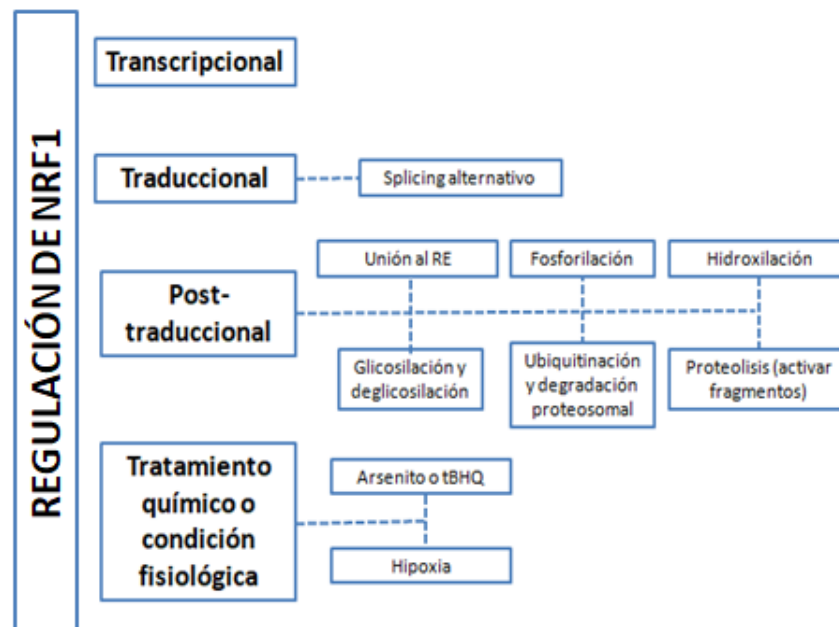 REGULACIÓN DE NRF1
Transcripcional
Traduccional
Splicing alternativo
Post-
traduccional
Unión al RE
Fosforilación
Hidroxilación
Glicosilación y
deglicosilación
Ubiquitinación
y degradación
proteosomal
Proteolisis (activar
fragmentos)
Tratamiento
químico o
condición
fisiológica
Arsenito o tBHQ
Hipoxia